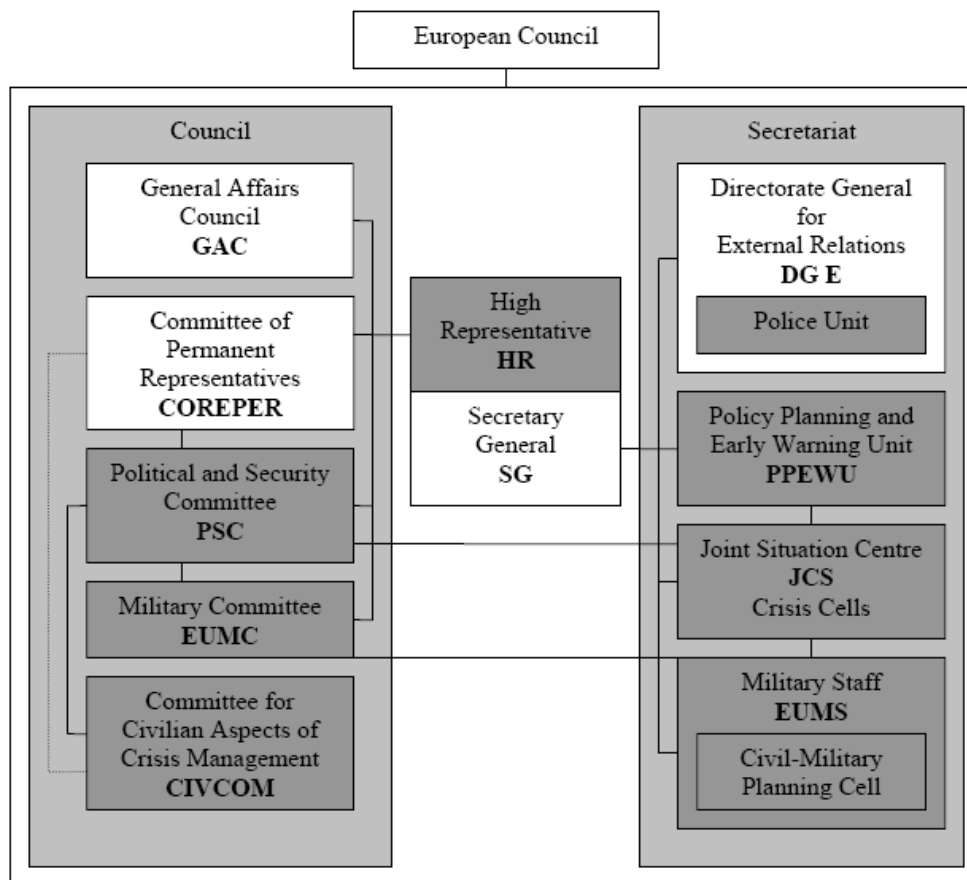 European Council
Council
General Affairs
Council
GAC
Committee of
Permanent
Representatives
COREPER
Political and Security
Committee
PSC
Military Committee
EUMC
Committee for
Civilian Aspects of
Crisis Management
CIVCOM
High
Representative
HR
Secretary
General
SG
Secretariat
Directorate General
for
External Relations
DG E
Police Unit
Policy Planning and
Early Warning Unit
PPEWU
Joint Situation Centre
JCS
Crisis Cells
Military Staff
EUMS
Civil-Military
Planning Cell